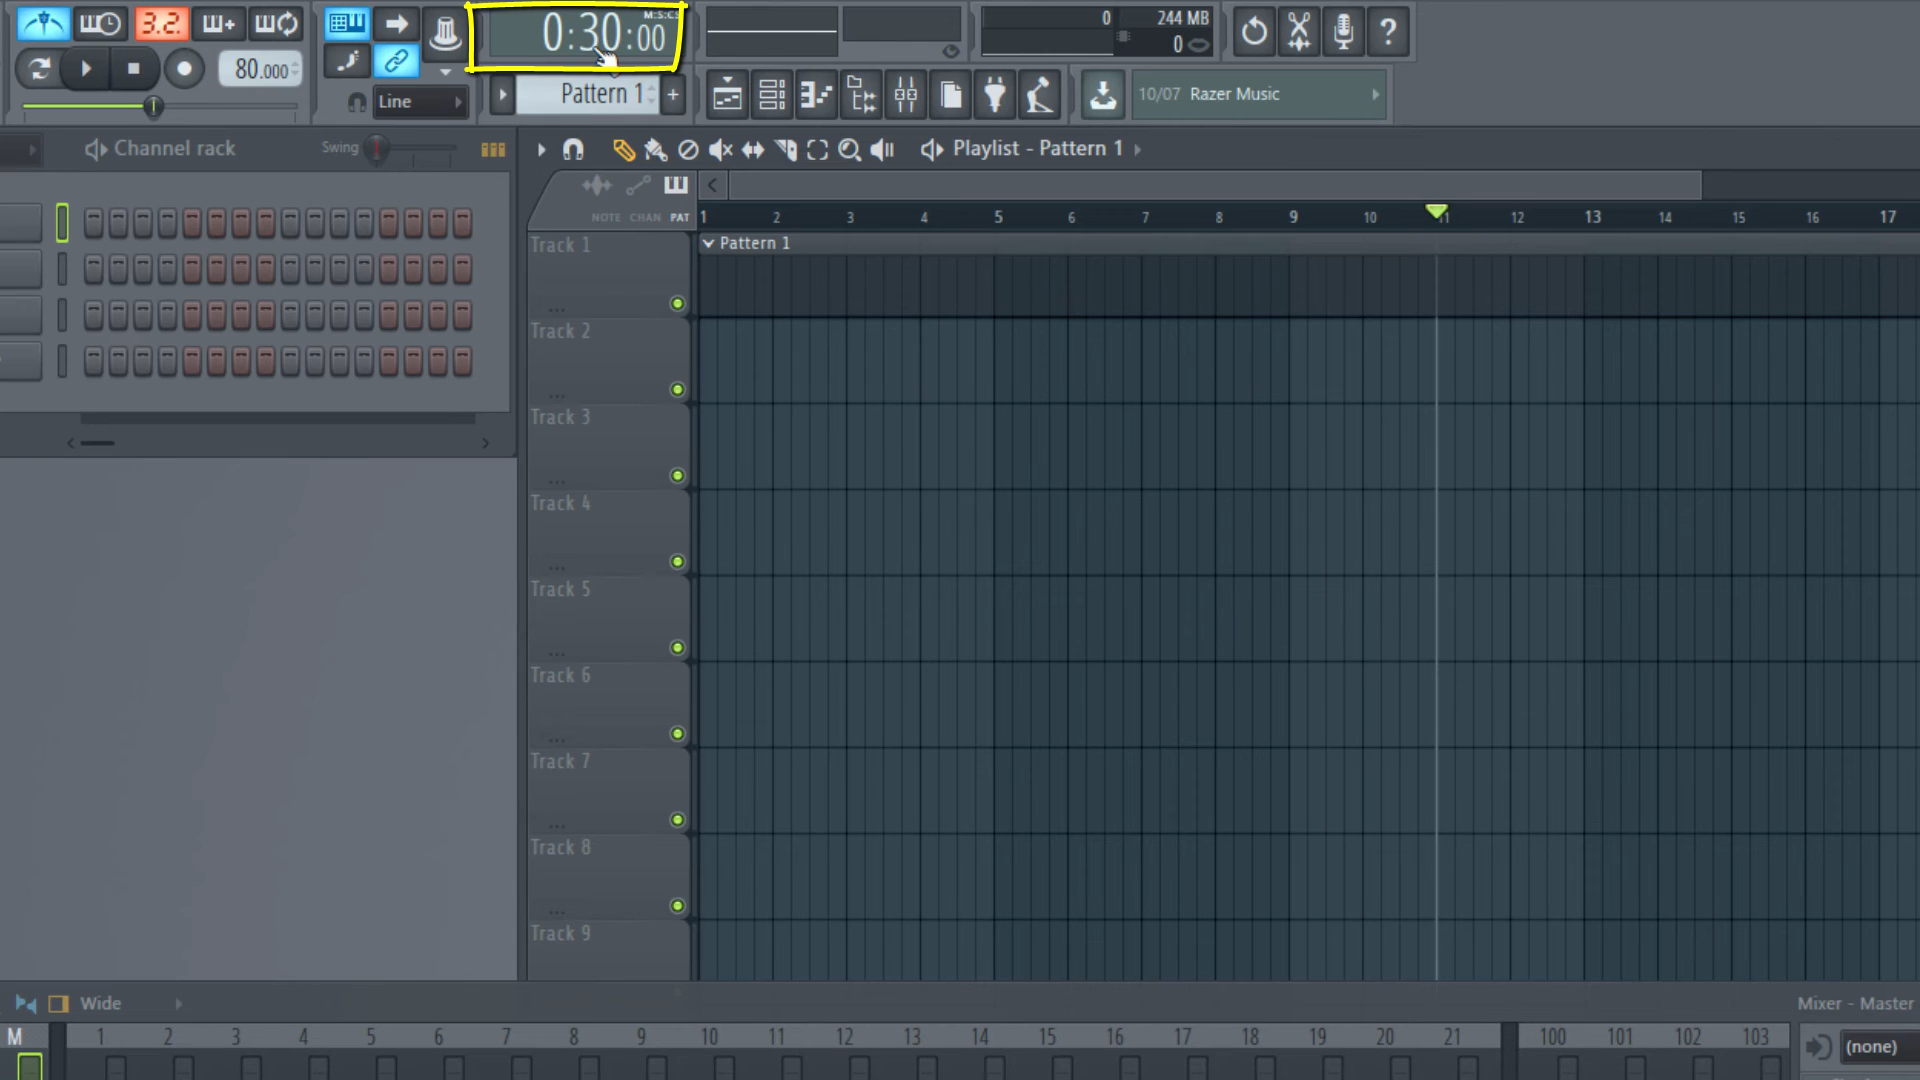 3.2.
M:S:CS
0:30:00
0
244 MB
0
80.000
Line
Pattern 1
+
10/07 Razer Music
?
Channel rack
Swing
Playlist - Pattern 1
NOTE CHAN PAT
1 2 3 4 5 6 7 8 9 10 11 12 13 14 15 16 17
Track 1
Pattern 1
Track 2
Track 3
Track 4
Track 5
Track 6
Track 7
Track 8
Track 9
Wide
Mixer - Master
M 1 2 3 4 5 6 7 8 9 10 11 12 13 14 15 16 17 18 19 20 21 100 101 102 103
(none)